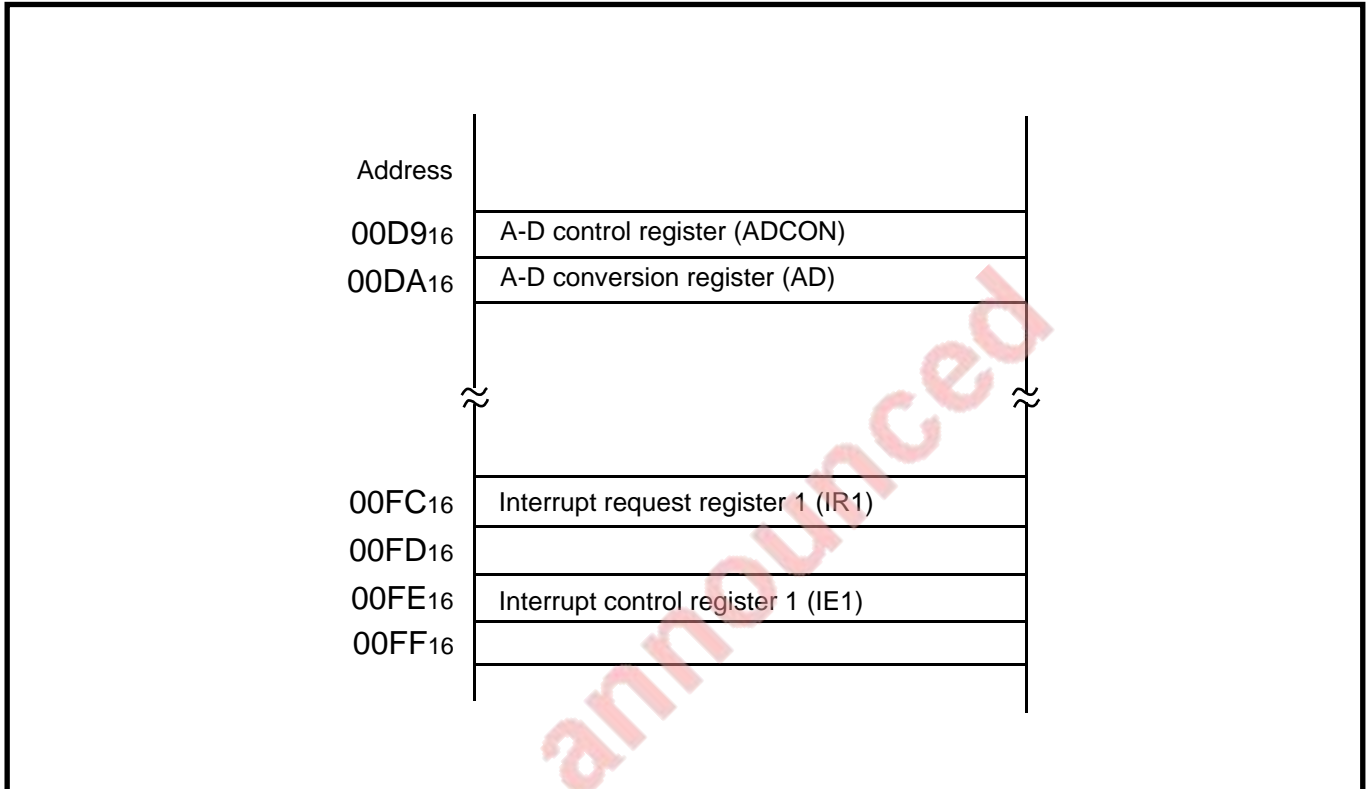 Address
00D916 A-D control register (ADCON)
00DA16 A-D conversion register (AD)
00FC16 Interrupt request register 1 (IR1)
00FD16
00FE16 Interrupt control register 1 (IE1)
00FF16
announced